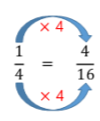 × 4
1/4 = 4/16
× 4